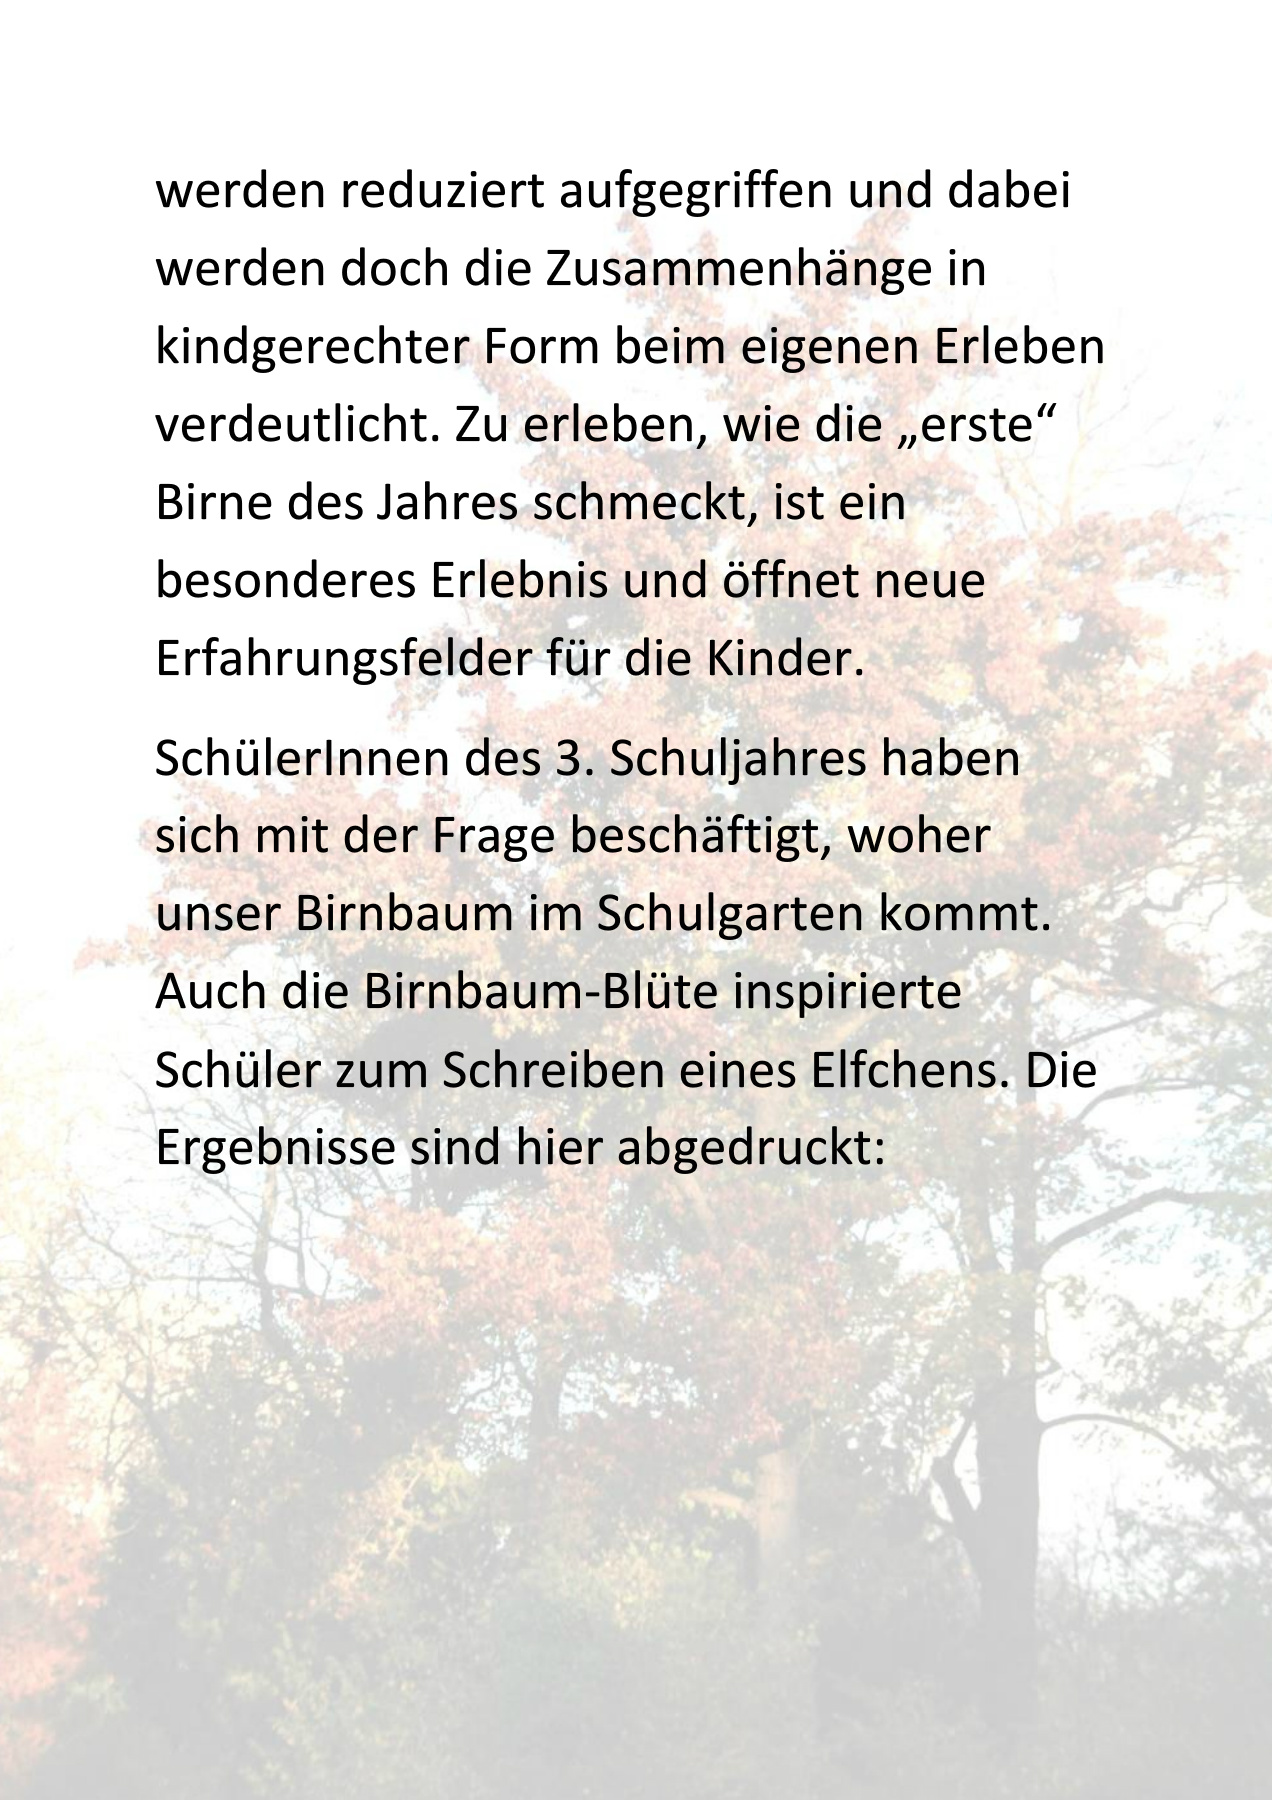 werden reduziert aufgegriffen und dabei
werden doch die Zusammenhänge in
kindgerechter Form beim eigenen Erleben
verdeutlicht. Zu erleben, wie die „erste“
Birne des Jahres schmeckt, ist ein
besonderes Erlebnis und öffnet neue
Erfahrungsfelder für die Kinder.
SchülerInnen des 3. Schuljahres haben
sich mit der Frage beschäftigt, woher
unser Birnbaum im Schulgarten kommt.
Auch die Birnbaum-Blüte inspirierte
Schüler zum Schreiben eines Elfchens. Die
Ergebnisse sind hier abgedruckt: